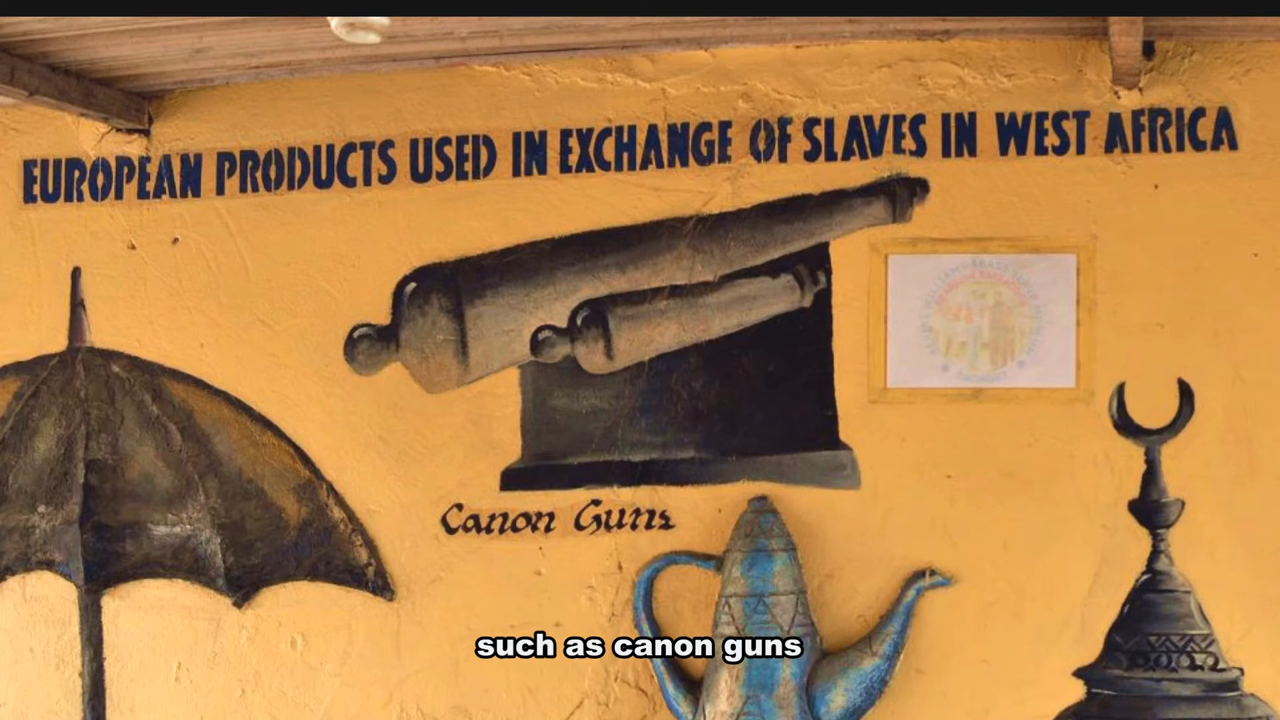 EUROPEAN PRODUCTS USED IN EXCHANGE OF SLAVES IN WEST AFRICA
Canon Guns
such as canon guns